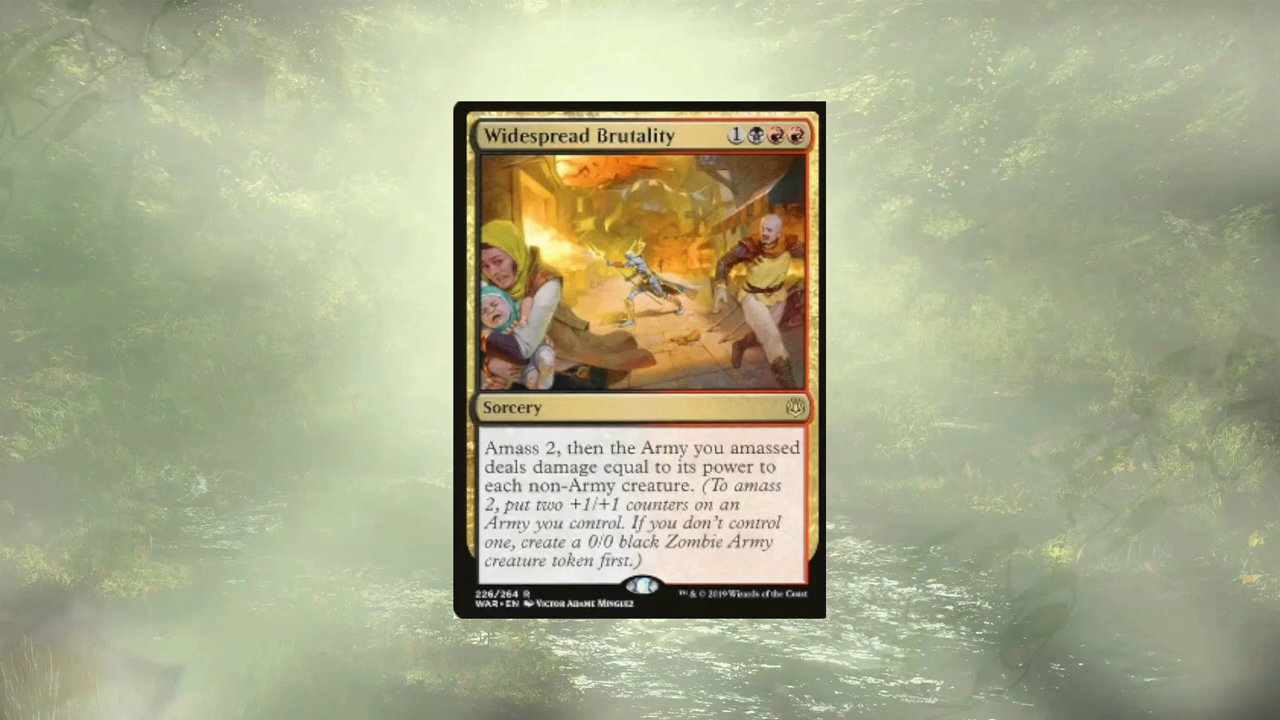 Widespread Brutality 1
Sorcery
Amass 2, then the Army you amassed
deals damage equal to its power to
each non-Army creature. (To amass
2, put two +1/+1 counters on an
Army you control. If you don't control
one, create a 0/0 black Zombie Army
creature token first.)
226/264 R
™ & © 2019 Wizards of the Coast
WAR • EN Victor Adame Minguez